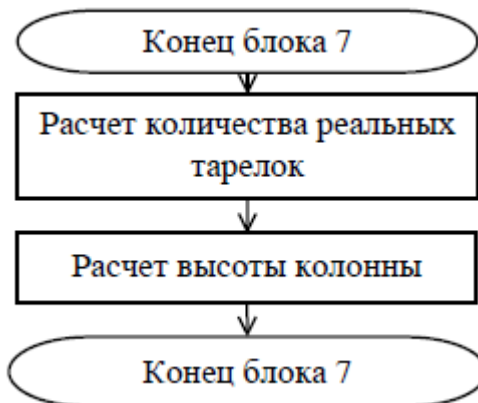 Конец блока 7
Расчет количества реальных
тарелок
Расчет высоты колонны
Конец блока 7